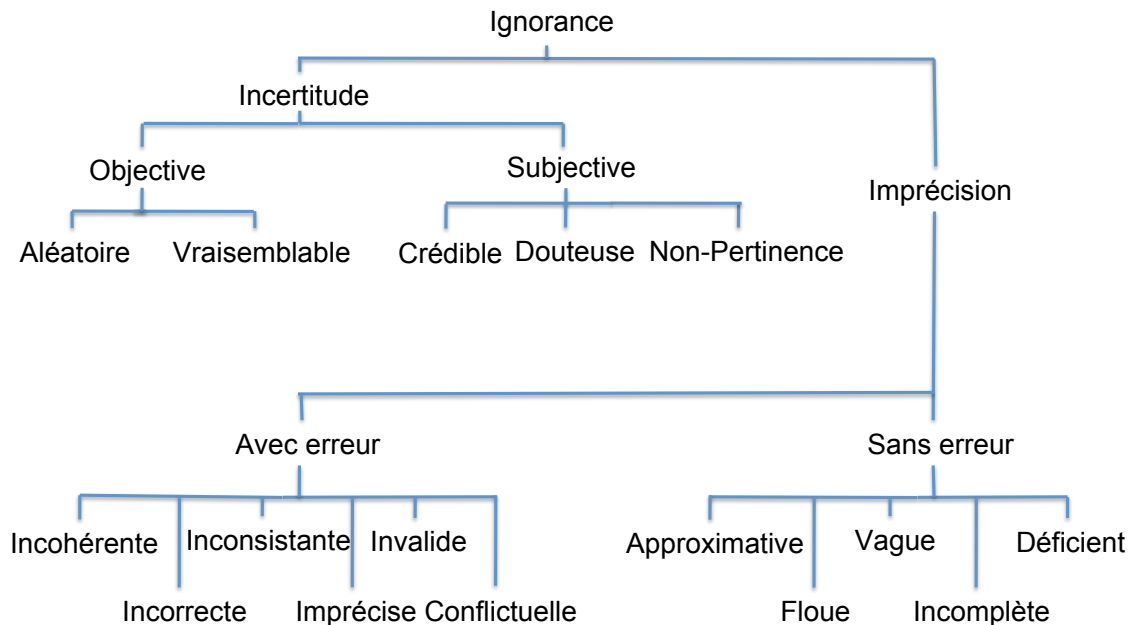 Ignorance
Incertitude
Objective
Subjective
Imprécision
Aléatoire
Vraisemblable
Crédible
Douteuse
Non-Pertinence
Avec erreur
Sans erreur
Incohérente
Inconsistante
Invalide
Approximative
Vague
Déficient
Incorrecte
Imprécise
Conflictuelle
Floue
Incomplète